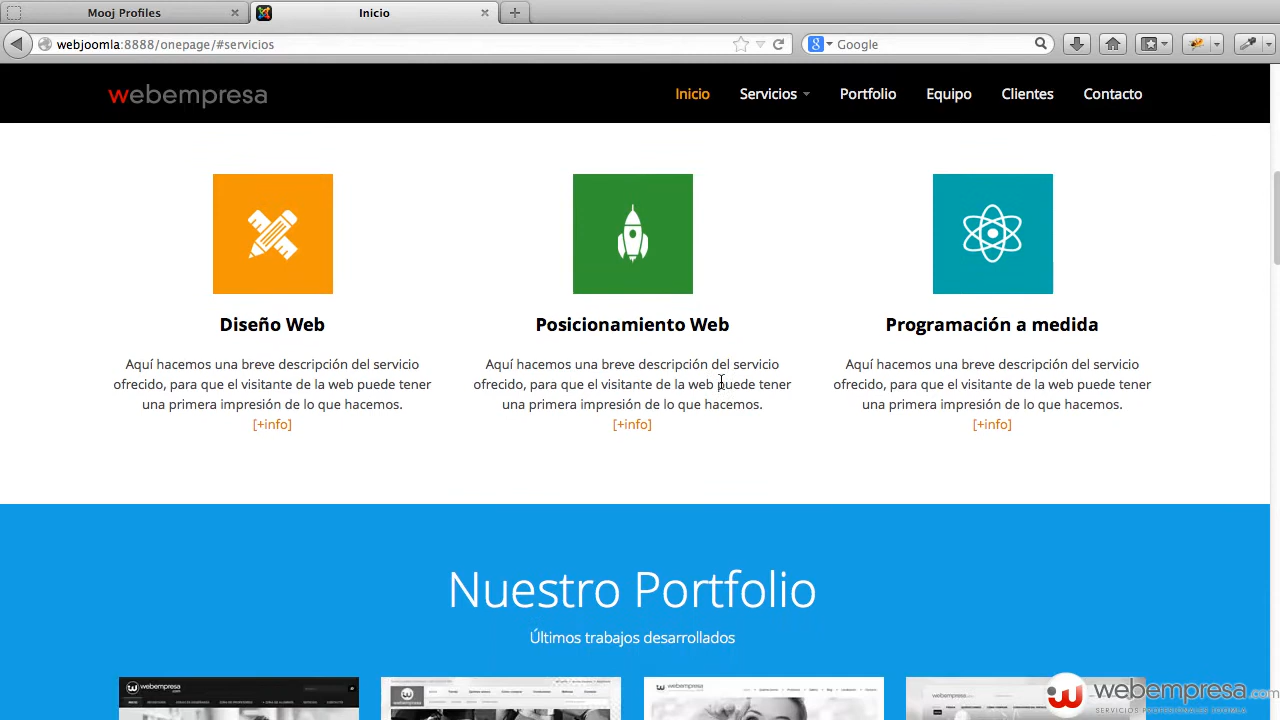 Mooj Profiles
Inicio
webjoomla:8888/onepage/#servicios
Google
webempresa
Inicio
Servicios
Portfolio
Equipo
Clientes
Contacto
Diseño Web
Posicionamiento Web
Programación a medida
Aquí hacemos una breve descripción del servicio
ofrecido, para que el visitante de la web puede tener
una primera impresión de lo que hacemos.
[+info]
Aquí hacemos una breve descripción del servicio
ofrecido, para que el visitante de la web puede tener
una primera impresión de lo que hacemos.
[+info]
Aquí hacemos una breve descripción del servicio
ofrecido, para que el visitante de la web puede tener
una primera impresión de lo que hacemos.
[+info]
Nuestro Portfolio
Últimos trabajos desarrollados
webempresa
webempresa
webempresa.com
SERVICIOS PROFESIONALES JOOMLA